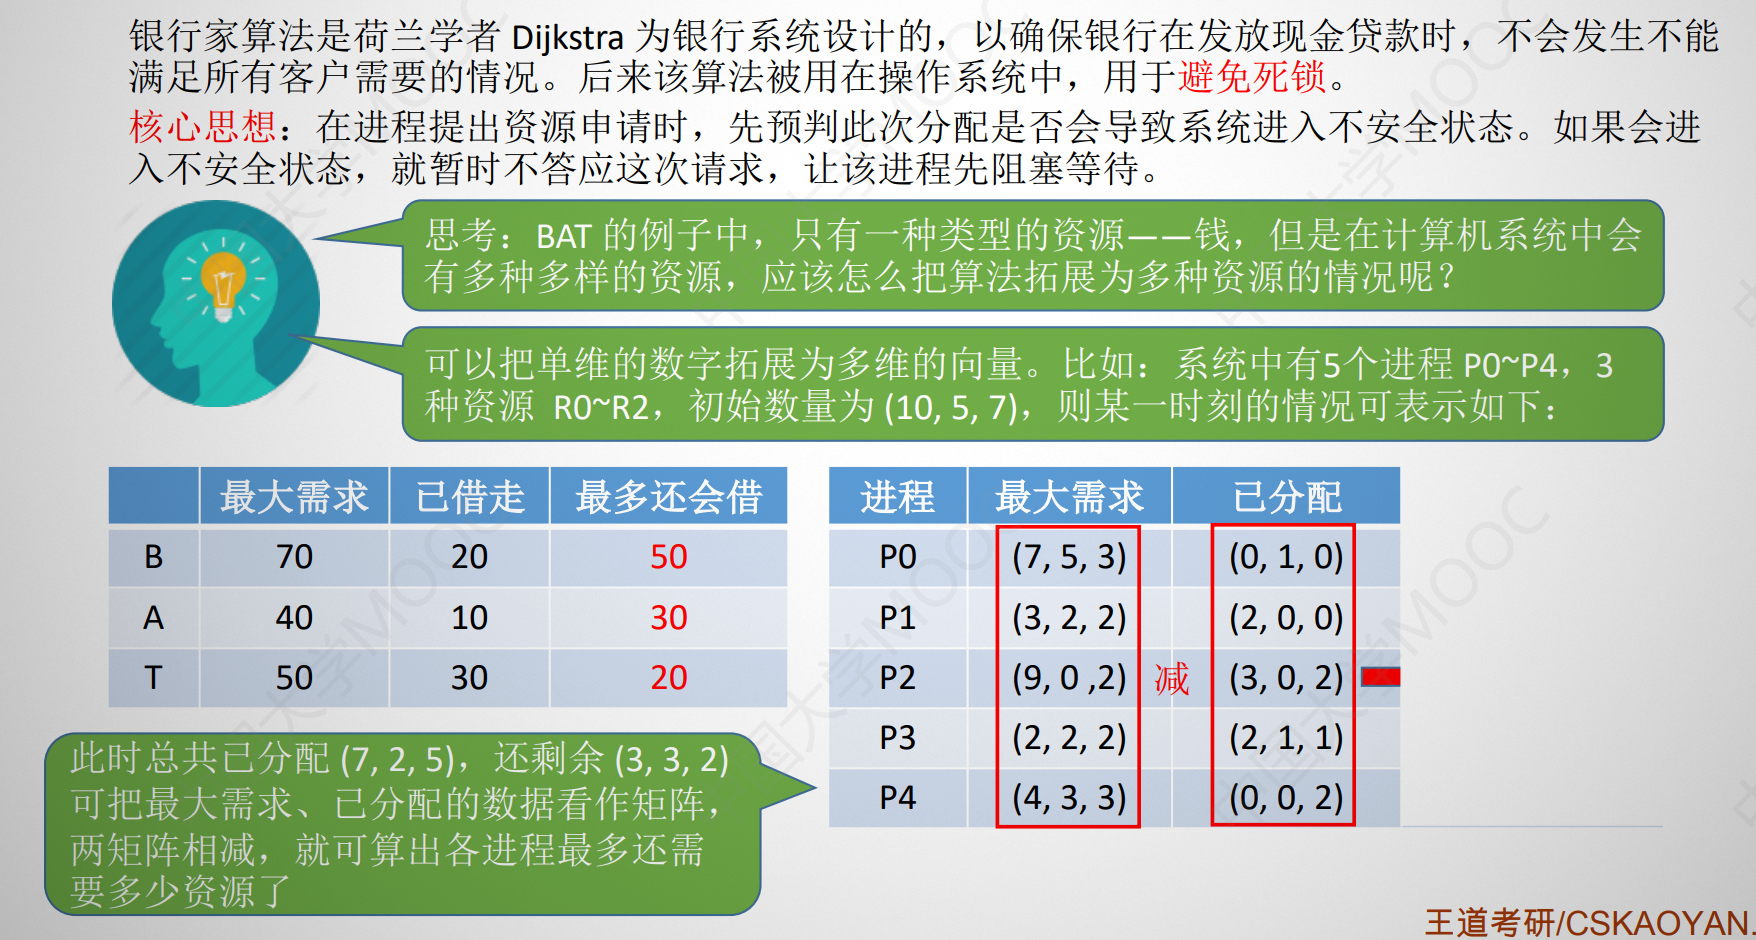 银行家算法是荷兰学者 Dijkstra 为银行系统设计的，以确保银行在发放现金贷款时，不会发生不能
满足所有客户需要的情况。后来该算法被用在操作系统中，用于避免死锁。
核心思想：在进程提出资源申请时，先预判此次分配是否会导致系统进入不安全状态。如果会进
入不安全状态，就暂时不答应这次请求，让该进程先阻塞等待。
思考：BAT 的例子中，只有一种类型的资源——钱，但是在计算机系统中会
有多种多样的资源，应该怎么把算法拓展为多种资源的情况呢？
可以把单维的数字拓展为多维的向量。比如：系统中有5个进程 P0~P4，3
种资源 R0~R2，初始数量为 (10, 5, 7)，则某一时刻的情况可表示如下：
最大需求 已借走 最多还会借
B 70 20 50
A 40 10 30
T 50 30 20
进程 最大需求 已分配
P0 (7, 5, 3) (0, 1, 0)
P1 (3, 2, 2) (2, 0, 0)
P2 (9, 0 ,2) 减 (3, 0, 2)
P3 (2, 2, 2) (2, 1, 1)
P4 (4, 3, 3) (0, 0, 2)
此时总共已分配 (7, 2, 5)，还剩余 (3, 3, 2)
可把最大需求、已分配的数据看作矩阵，
两矩阵相减，就可算出各进程最多还需
要多少资源了
王道考研/CSKAOYAN.
中国大学MOOC